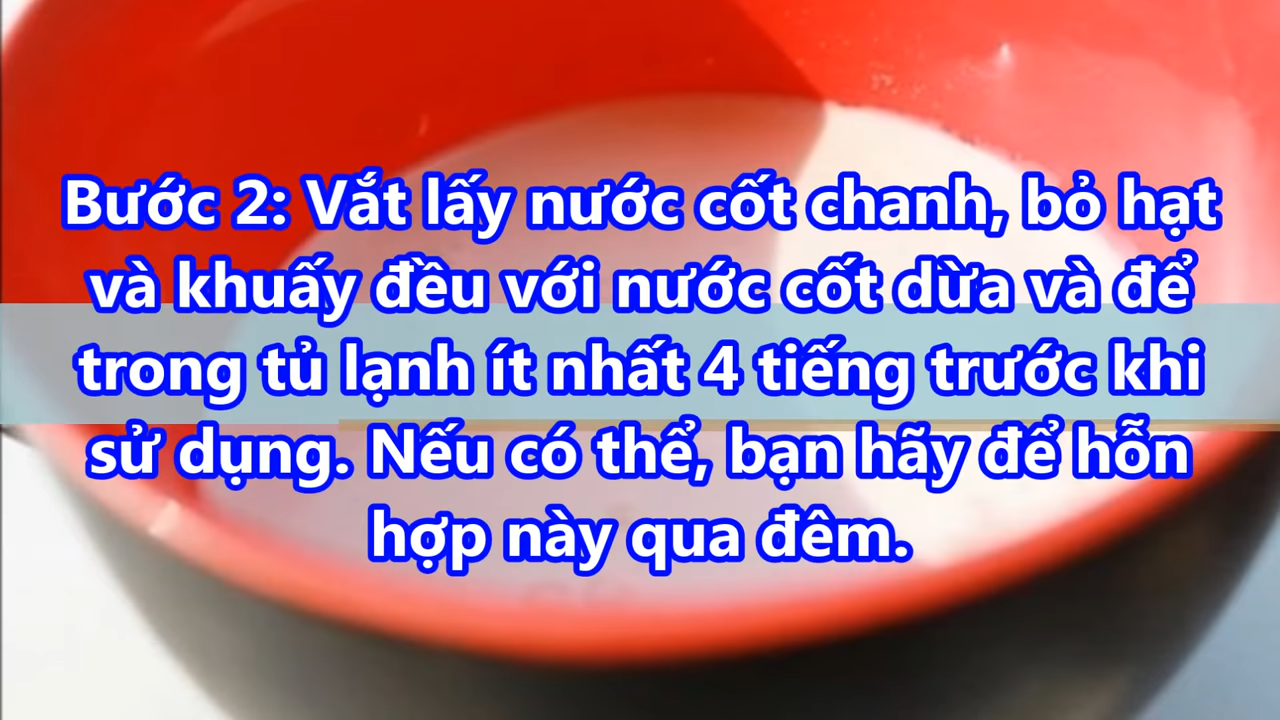 Bước 2: Vắt lấy nước cốt chanh, bỏ hạt
và khuấy đều với nước cốt dừa và để
trong tủ lạnh ít nhất 4 tiếng trước khi
sử dụng. Nếu có thể, bạn hãy để hỗn
hợp này qua đêm.